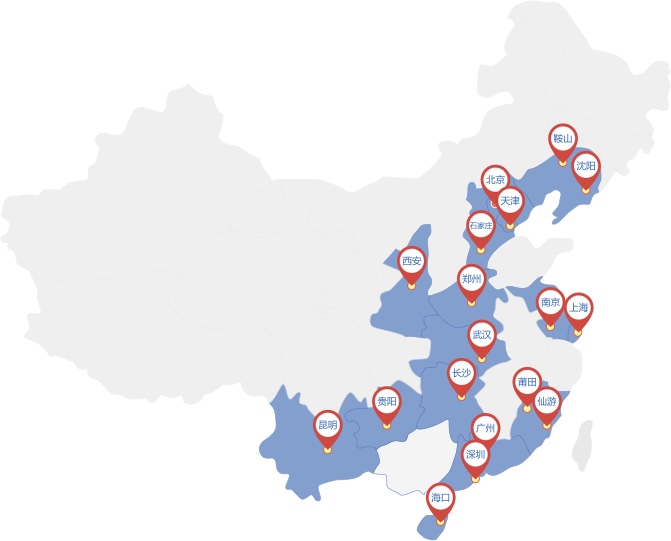 鞍山
沈阳
北京
天津
石家庄
西安
郑州
南京
上海
武汉
长沙
莆田
仙游
贵阳
昆明
广州
深圳
海口